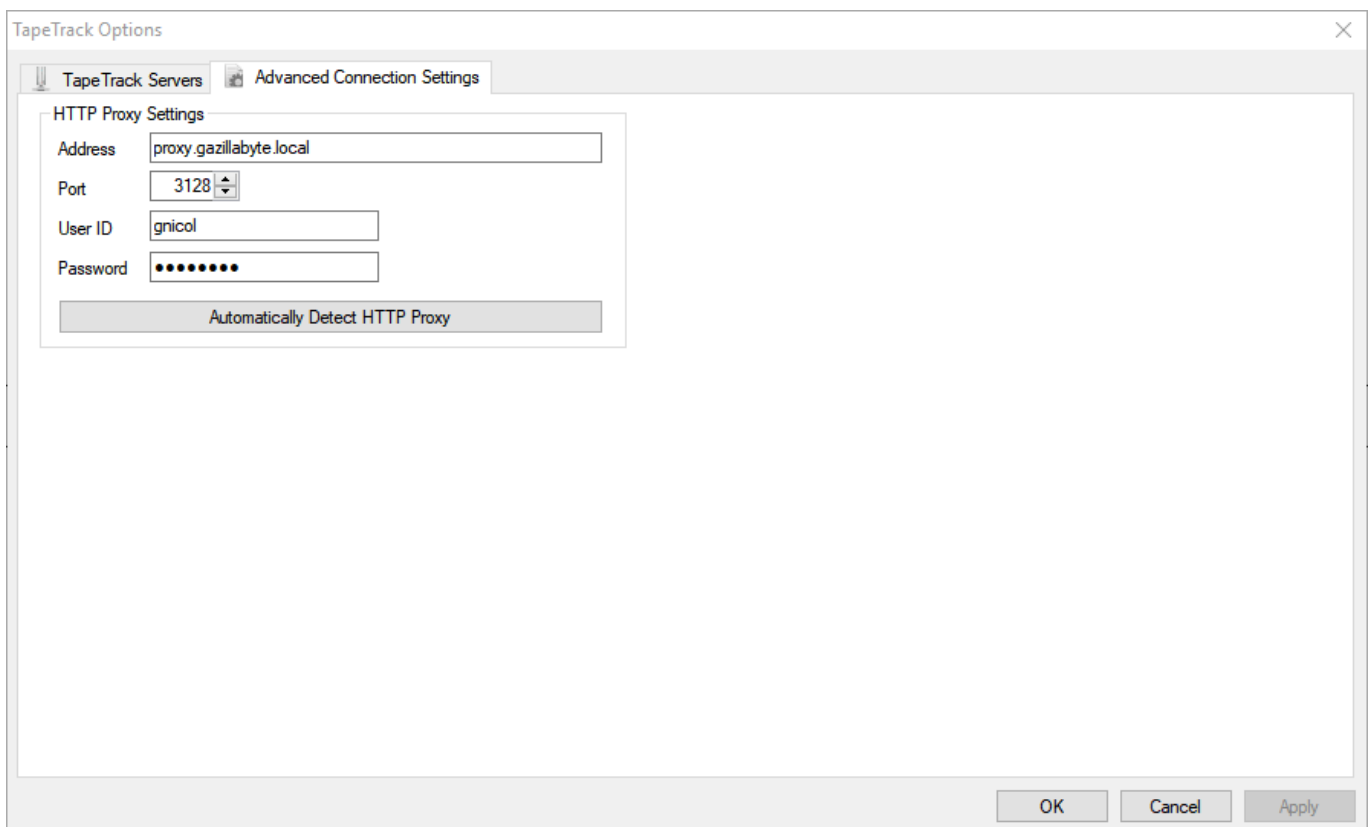 TapeTrack Options
TapeTrack Servers Advanced Connection Settings
HTTP Proxy Settings
Address proxy.gazillabyte.local
Port 3128
User ID gnicol
Password ●●●●●●●●
Automatically Detect HTTP Proxy
OK Cancel Apply